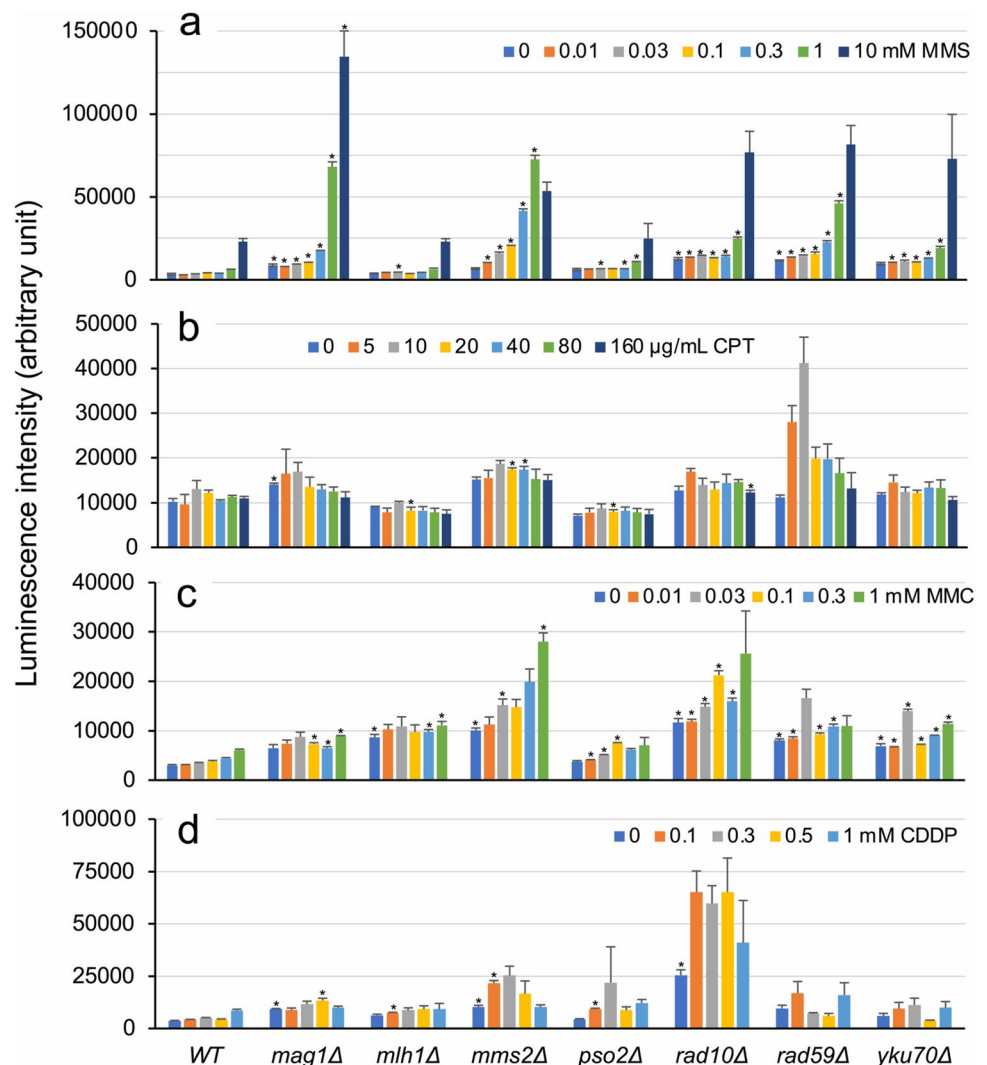 a
150000
0 0.01 0.03 0.1 0.3 1 10 mM MMS
100000
50000
0
Luminescence intensity (arbitrary unit)
b
50000
0 5 10 20 40 80 160 µg/mL CPT
40000
30000
20000
10000
0
c
40000
0 0.01 0.03 0.1 0.3 1 mM MMC
30000
20000
10000
0
d
100000
0 0.1 0.3 0.5 1 mM CDDP
75000
50000
25000
0
WT mag1Δ mlh1Δ mms2Δ pso2Δ rad10Δ rad59Δ yku70Δ